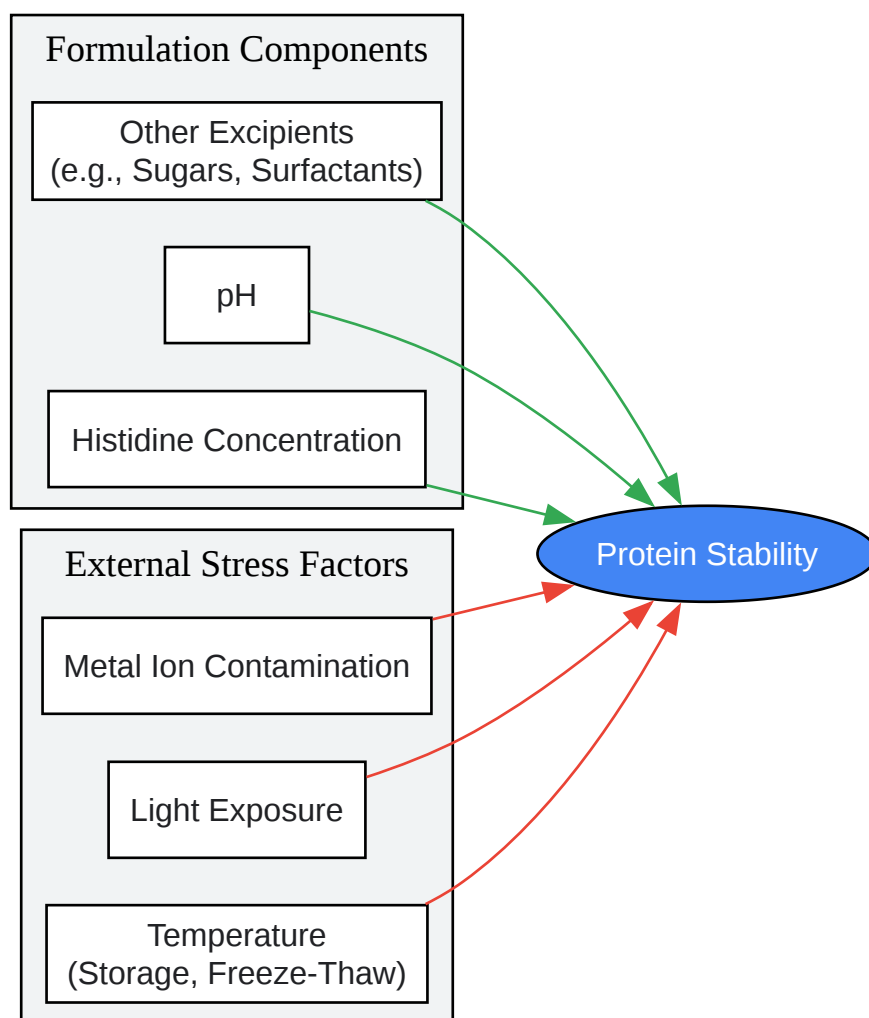 Formulation Components
Other Excipients
(e.g., Sugars, Surfactants)
pH
Histidine Concentration
Protein Stability
External Stress Factors
Metal Ion Contamination
Light Exposure
Temperature
(Storage, Freeze-Thaw)